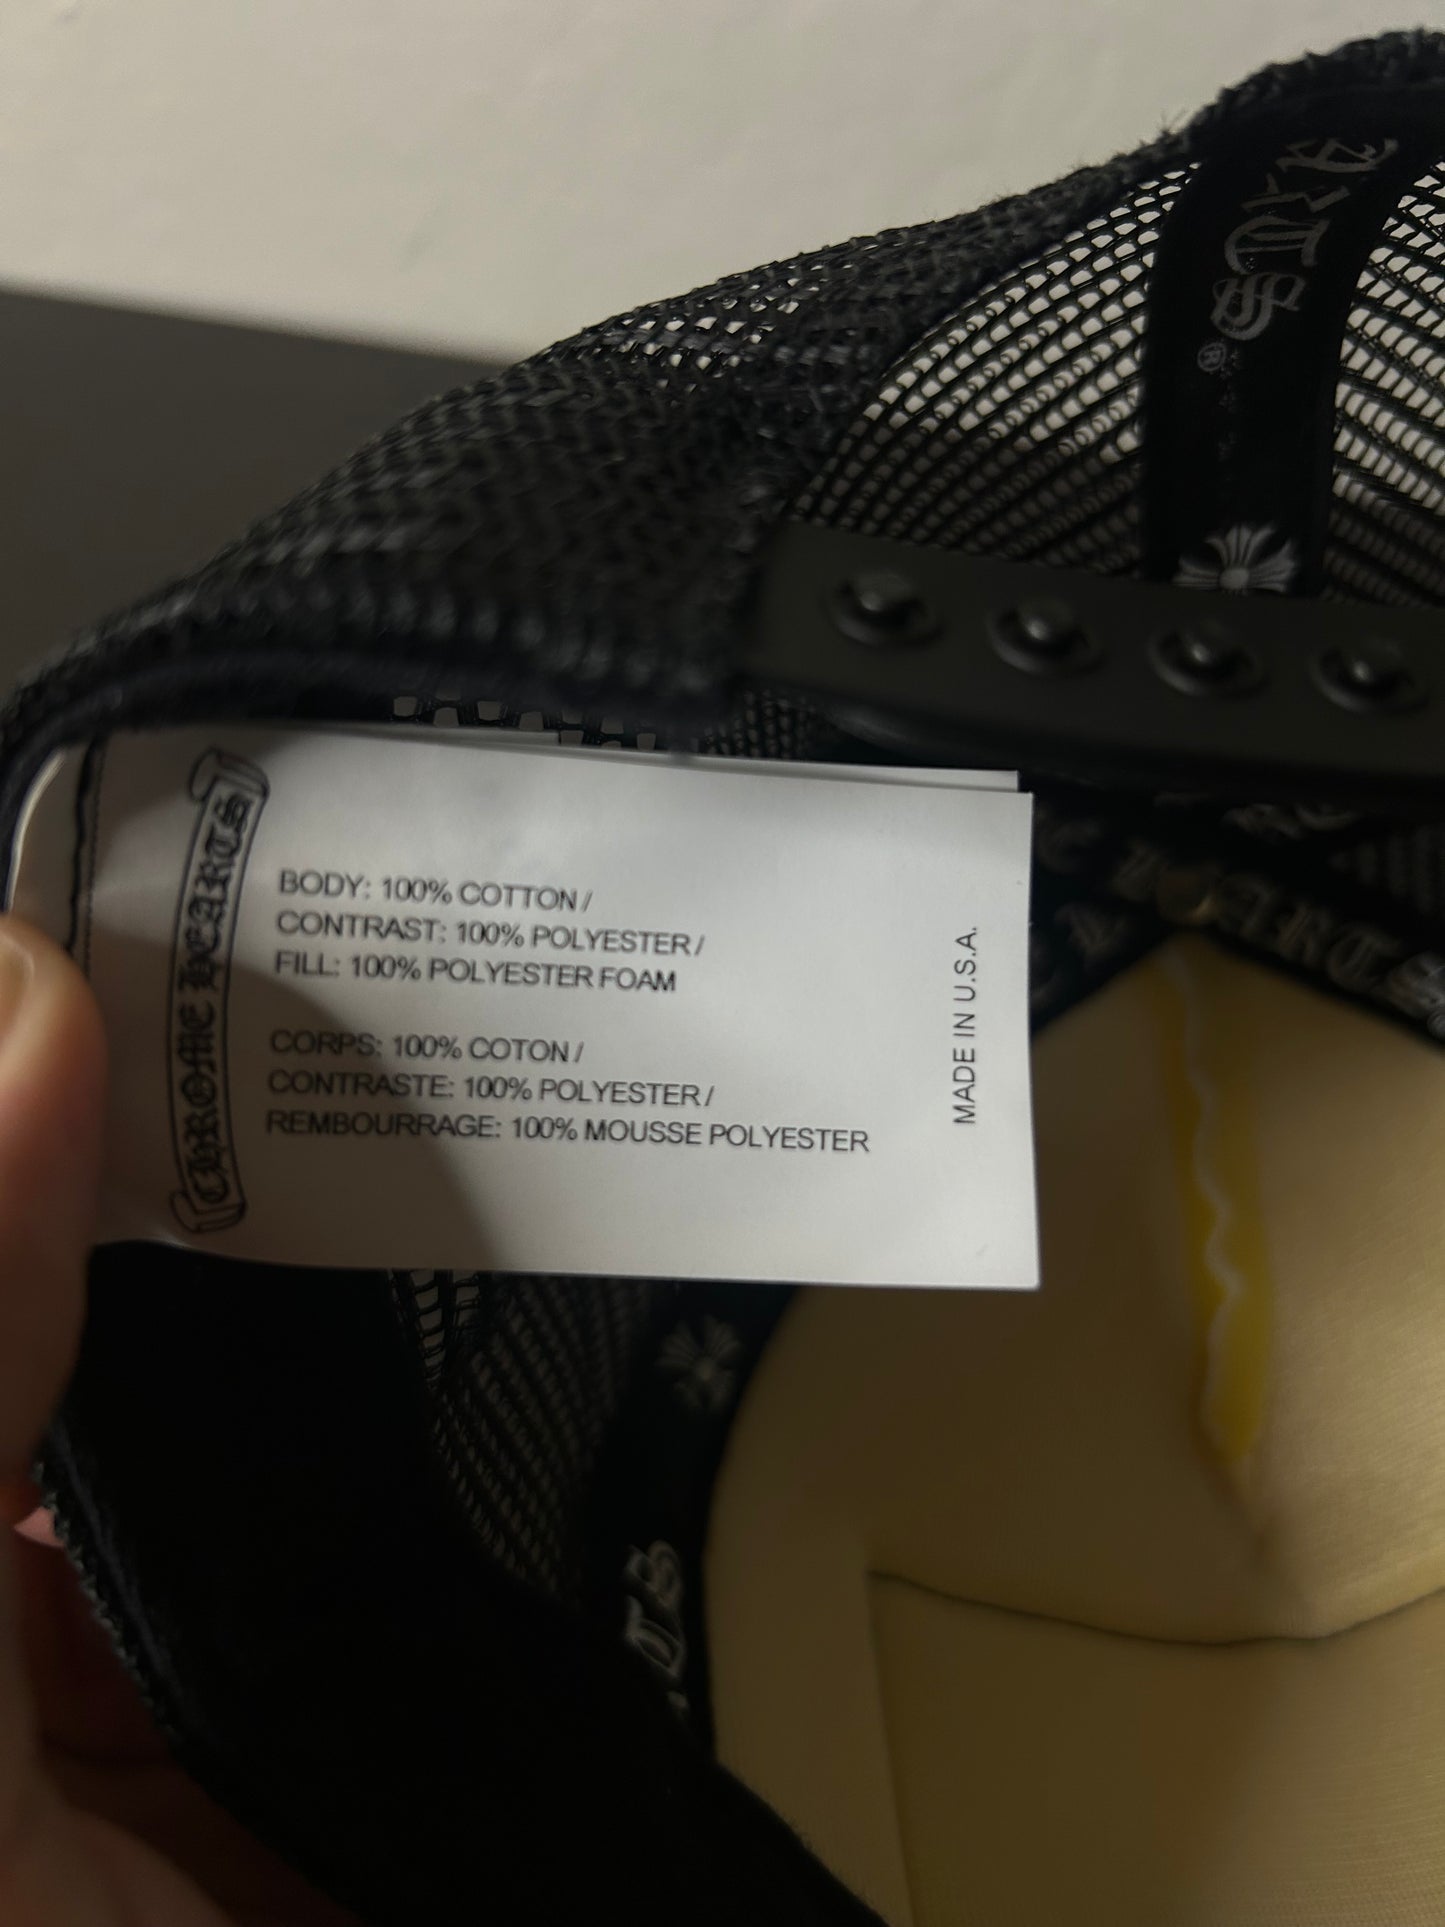 ARTS
®
CHROME HEARTS
BODY: 100% COTTON /
CONTRAST: 100% POLYESTER /
FILL: 100% POLYESTER FOAM
CORPS: 100% COTON /
CONTRASTE: 100% POLYESTER /
REMBOURRAGE: 100% MOUSSE POLYESTER
MADE IN U.S.A.